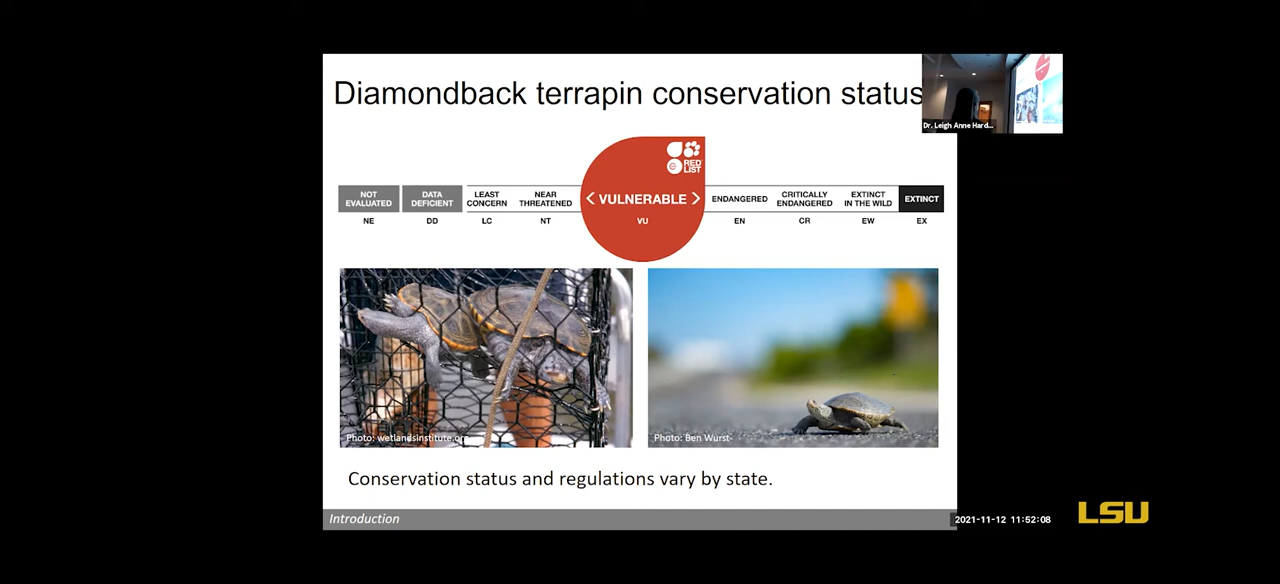 Diamondback terrapin conservation status
Dr. Leigh Anne Hard...
RED
LIST
NOT
EVALUATED
DATA
DEFICIENT
LEAST
CONCERN
NEAR
THREATENED
< VULNERABLE >
ENDANGERED
CRITICALLY
ENDANGERED
EXTINCT
IN THE WILD
EXTINCT
NE
DD
LC
NT
VU
EN
CR
EW
EX
Photo: wetlandsinstitute.org
Photo: Ben Wurst
Conservation status and regulations vary by state.
Introduction
2021-11-12 11:52:08
LSU